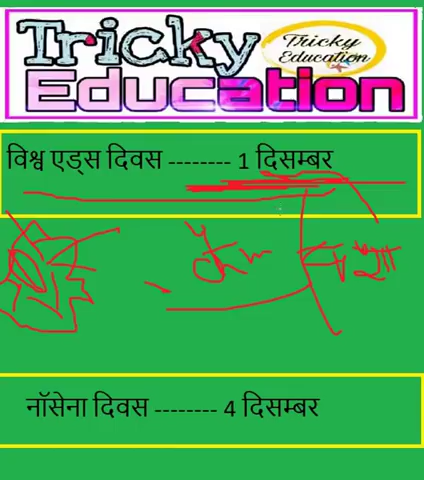 Tricky
Education
Tricky
Education
विश्व एड्स दिवस -------- 1 दिसम्बर
नॉसेना दिवस -------- 4 दिसम्बर